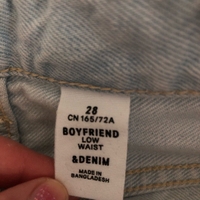 28
CN 165/72A
BOYFRIEND
LOW
WAIST
&DENIM
MADE IN
BANGLADESH